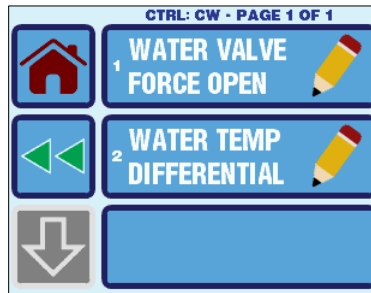 CTRL: CW - PAGE 1 OF 1
1 WATER VALVE
FORCE OPEN
2 WATER TEMP
DIFFERENTIAL